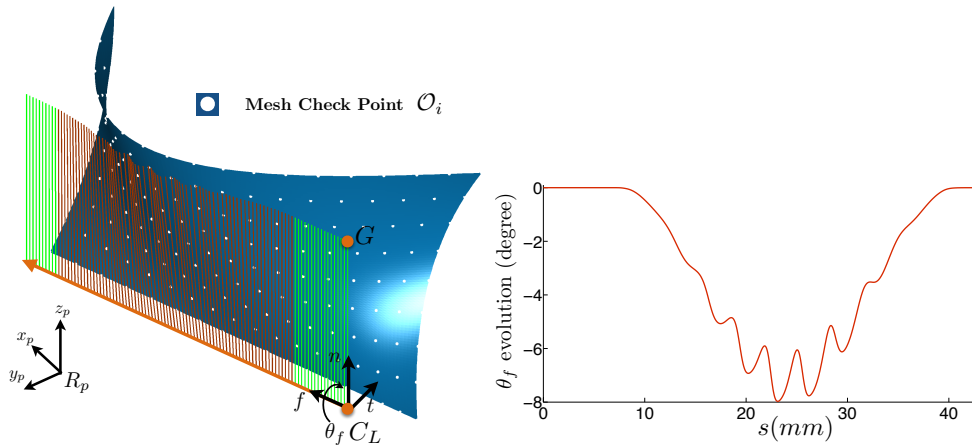 Mesh Check Point 𝒪_i
G
z_p
x_p
y_p
R_p
n
f
t
θ_f C_L
θ_f evolution (degree)
0
−2
−4
−6
−8
0 10 20 30 40
s(mm)